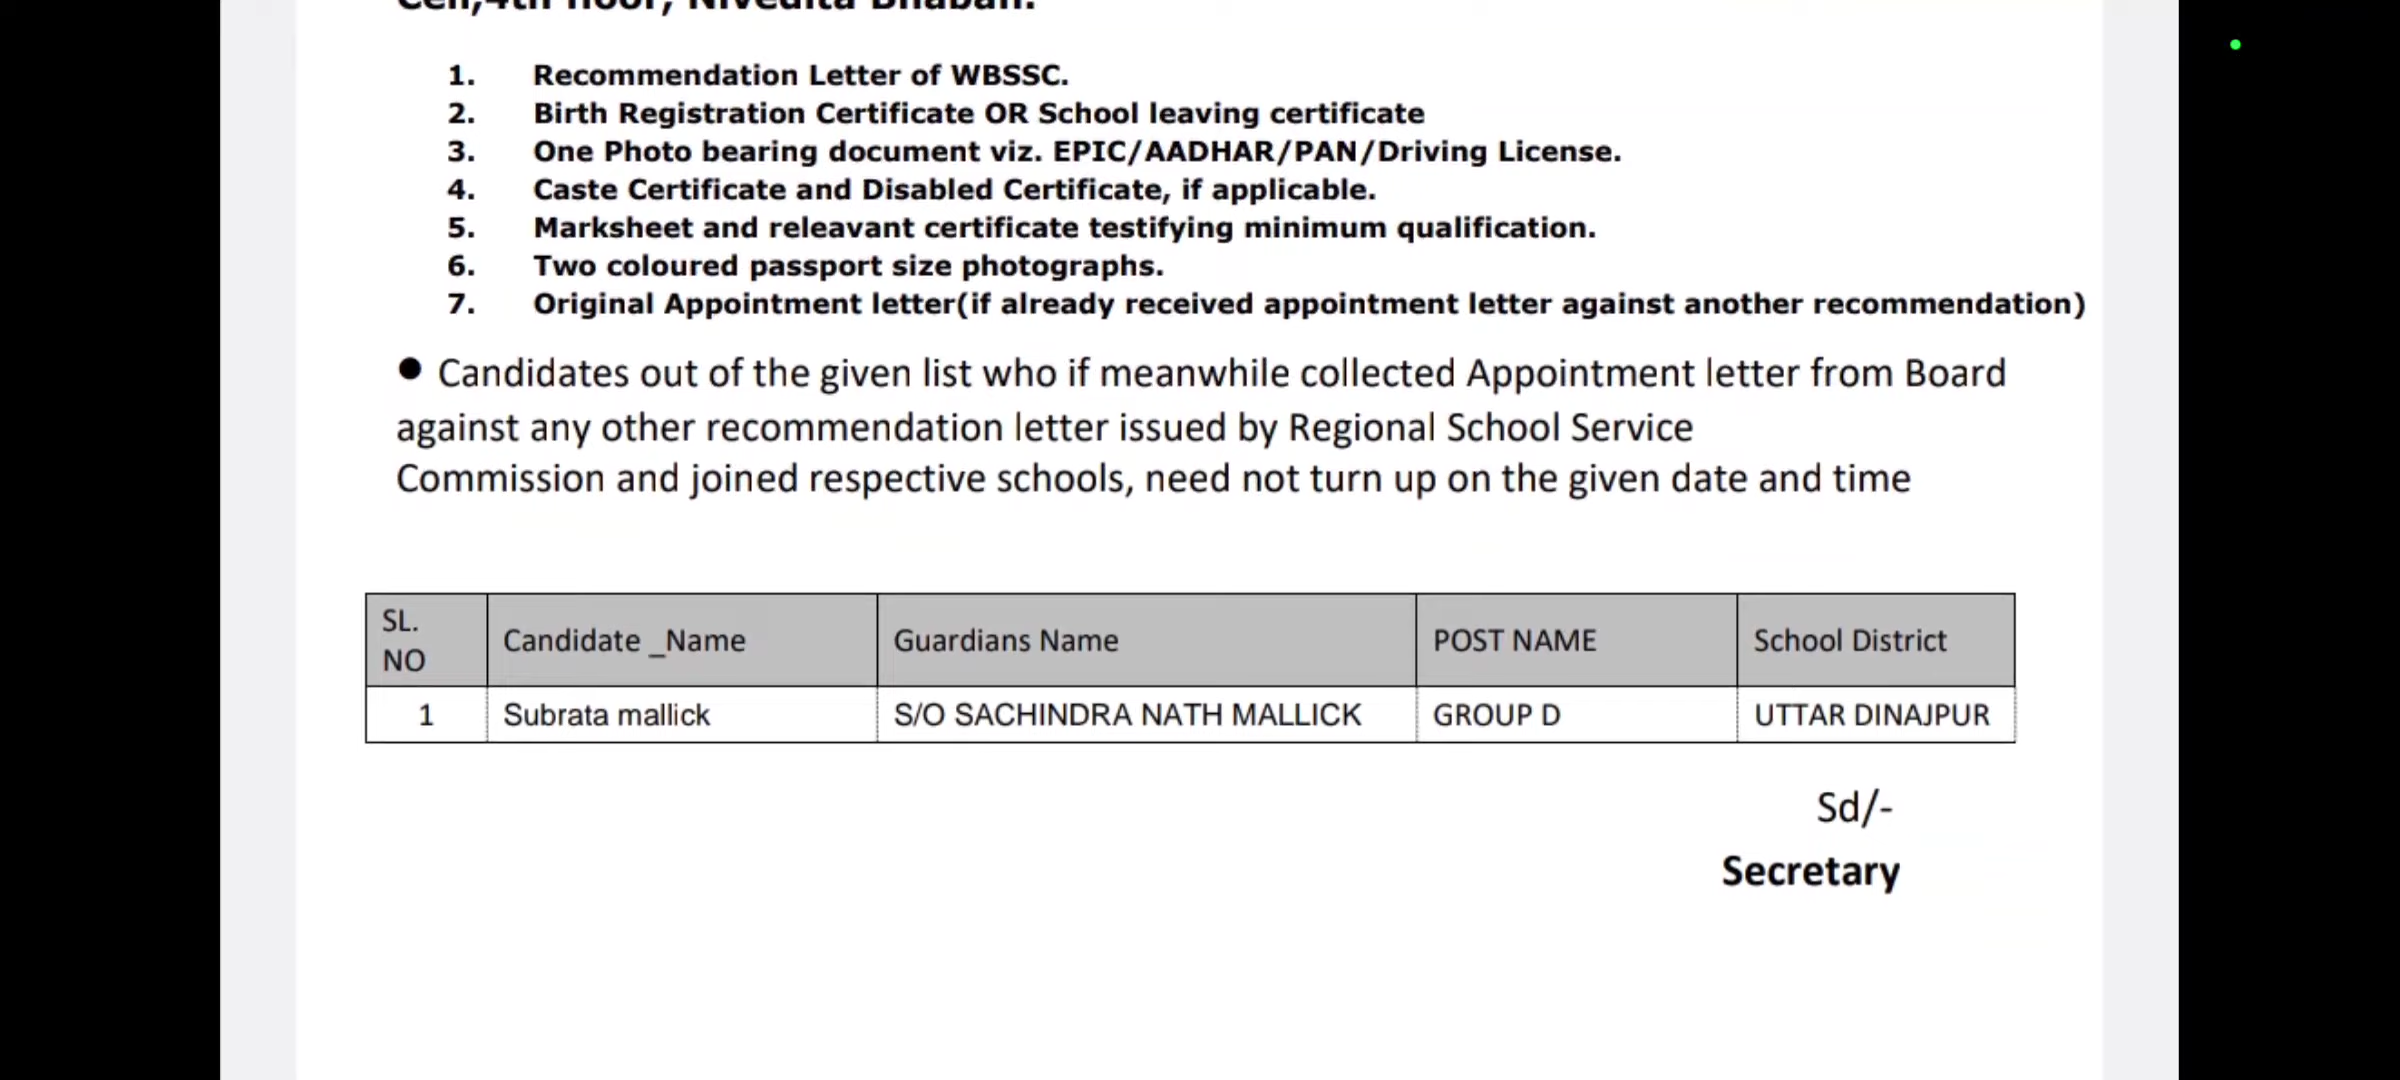 Cell,4th floor, Nivedita Bhaban.
1. Recommendation Letter of WBSSC.
2. Birth Registration Certificate OR School leaving certificate
3. One Photo bearing document viz. EPIC/AADHAR/PAN/Driving License.
4. Caste Certificate and Disabled Certificate, if applicable.
5. Marksheet and releavant certificate testifying minimum qualification.
6. Two coloured passport size photographs.
7. Original Appointment letter(if already received appointment letter against another recommendation)
● Candidates out of the given list who if meanwhile collected Appointment letter from Board
against any other recommendation letter issued by Regional School Service
Commission and joined respective schools, need not turn up on the given date and time
SL. NO Candidate _Name Guardians Name POST NAME School District
1 Subrata mallick S/O SACHINDRA NATH MALLICK GROUP D UTTAR DINAJPUR
Sd/-
Secretary